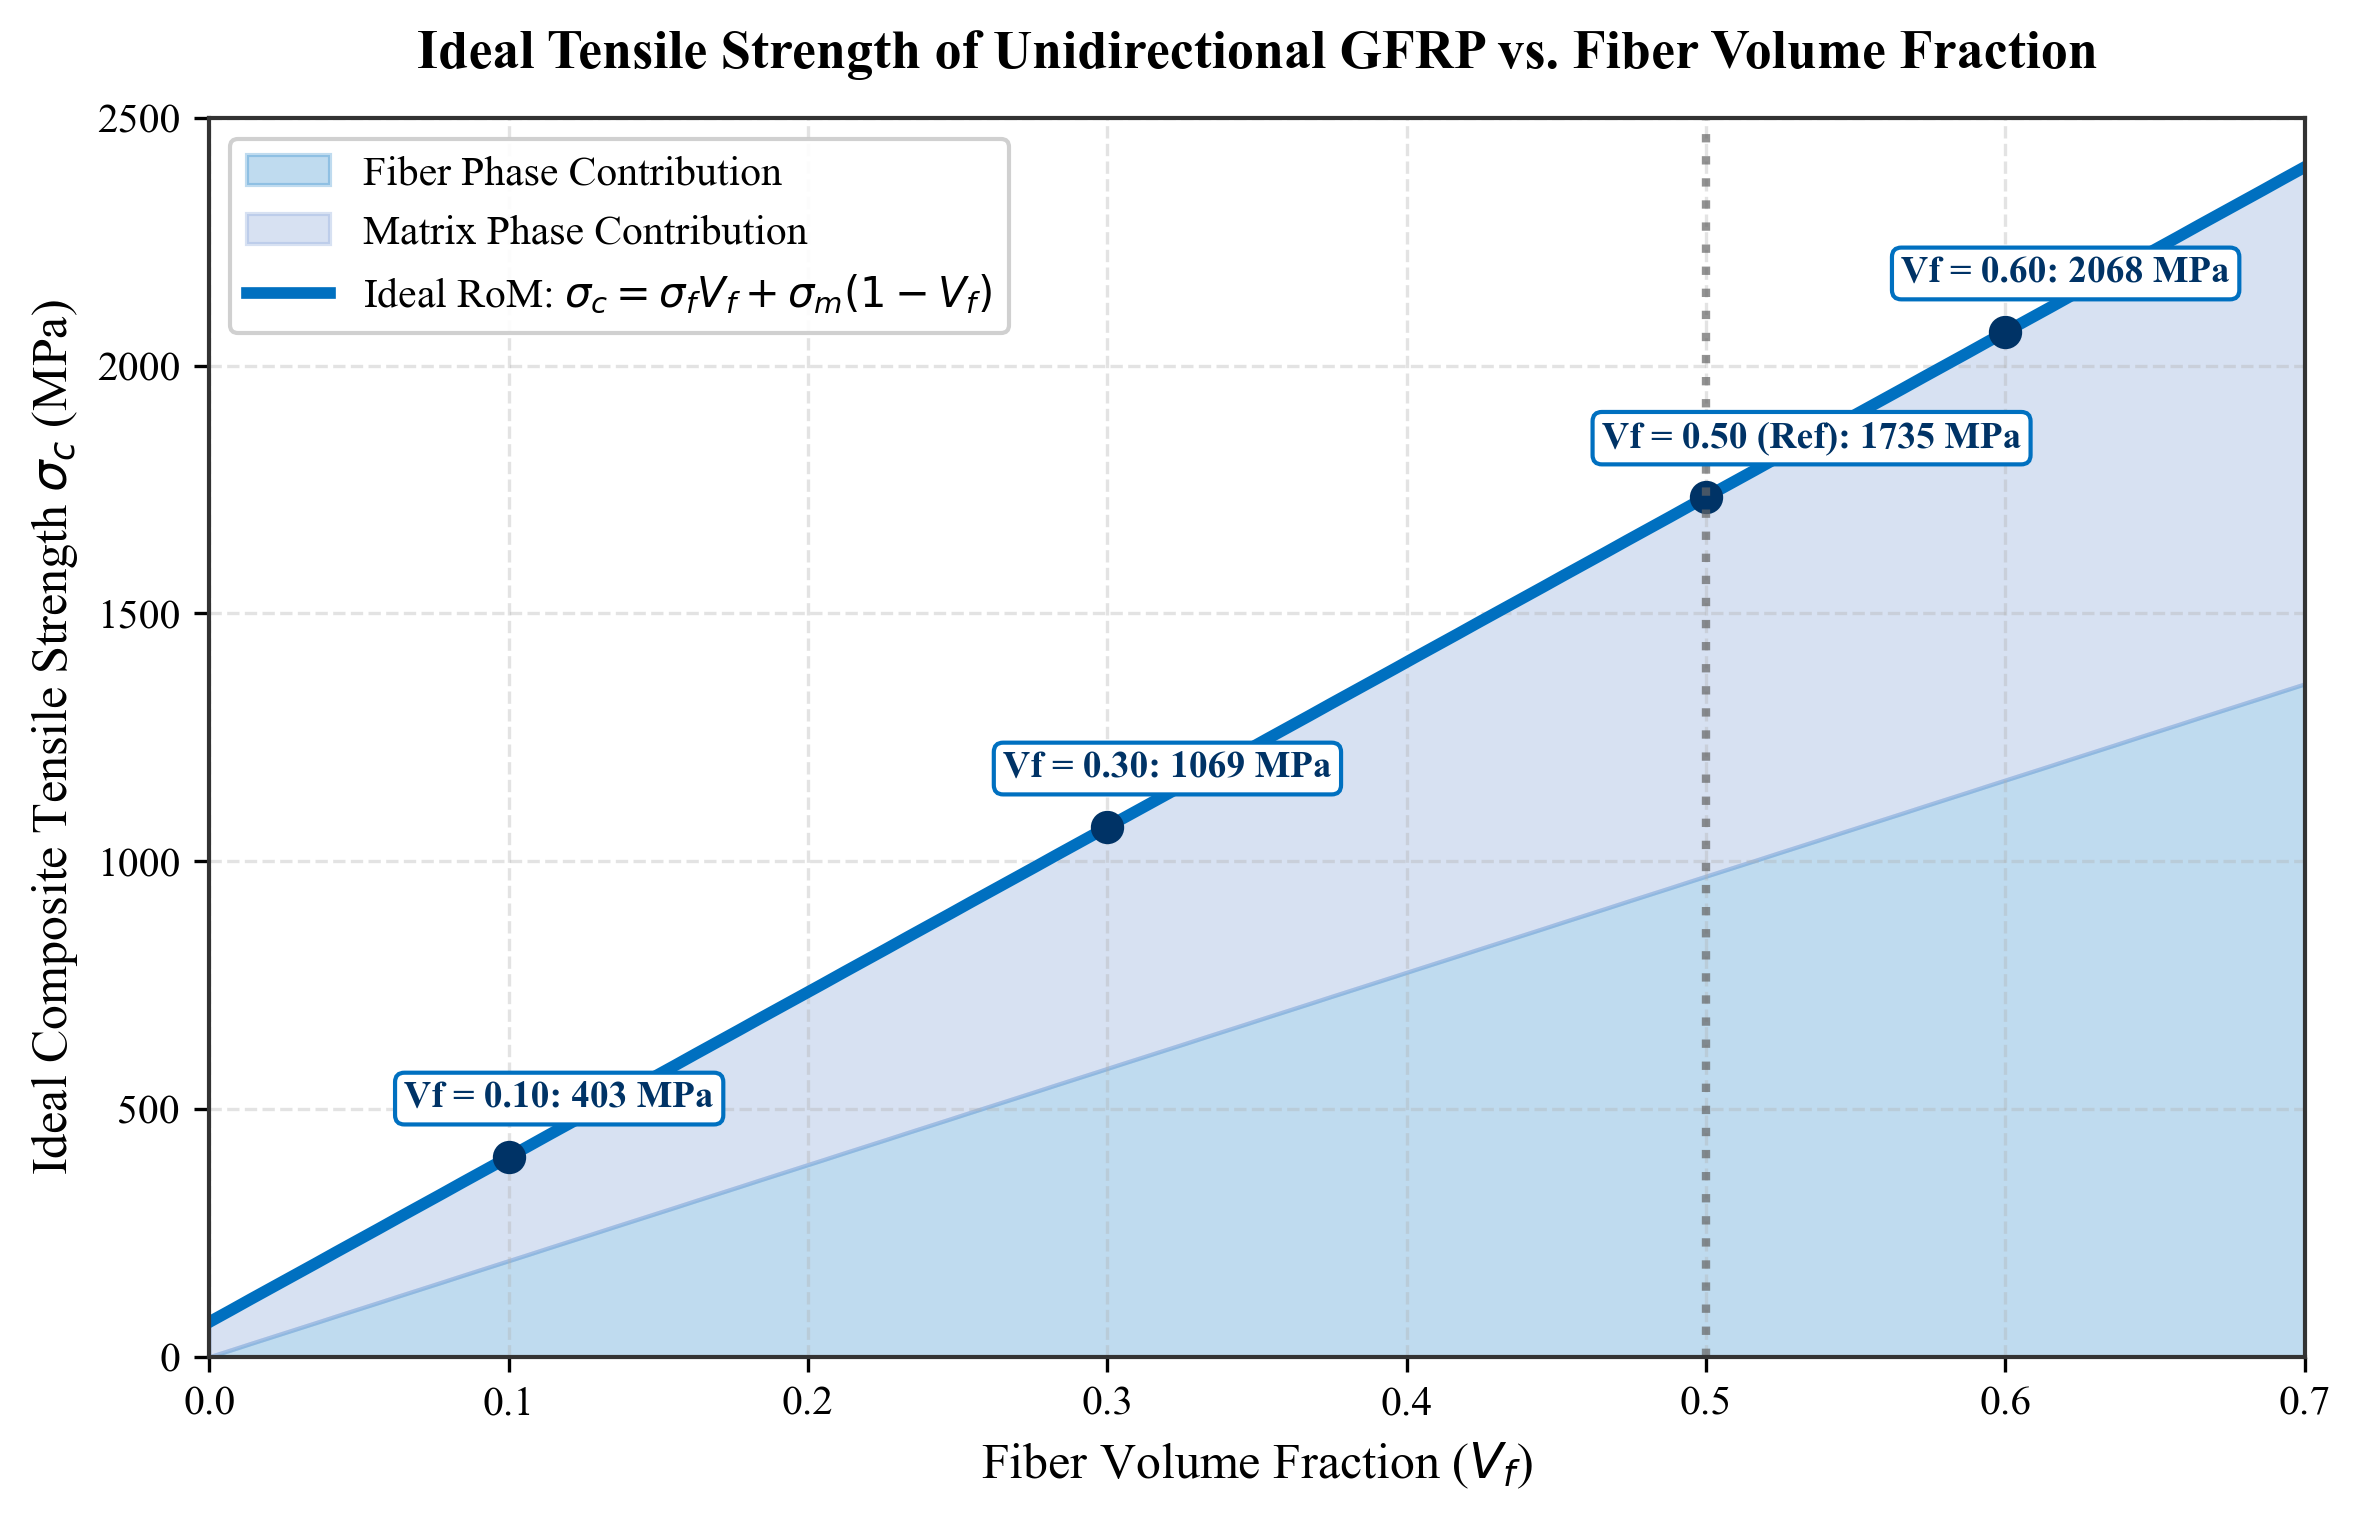 Ideal Tensile Strength of Unidirectional GFRP vs. Fiber Volume Fraction
Ideal Composite Tensile Strength σc (MPa)
2500
2000
1500
1000
500
0
Fiber Phase Contribution
Matrix Phase Contribution
Ideal RoM: σc = σfVf + σm(1 − Vf)
Vf = 0.60: 2068 MPa
Vf = 0.50 (Ref): 1735 MPa
Vf = 0.30: 1069 MPa
Vf = 0.10: 403 MPa
0.0 0.1 0.2 0.3 0.4 0.5 0.6 0.7
Fiber Volume Fraction (Vf)